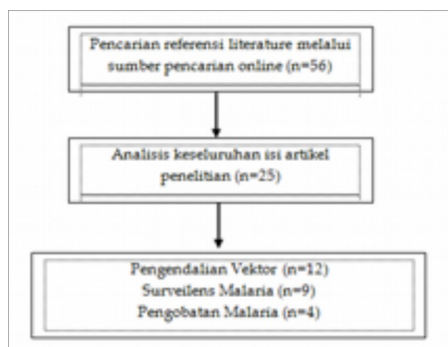 Pencarian referensi literature melalui
sumber pencarian online (n=56)
Analisis keseluruhan isi artikel
penelitian (n=25)
Pengendalian Vektor (n=12)
Surveilens Malaria (n=9)
Pengobatan Malaria (n=4)